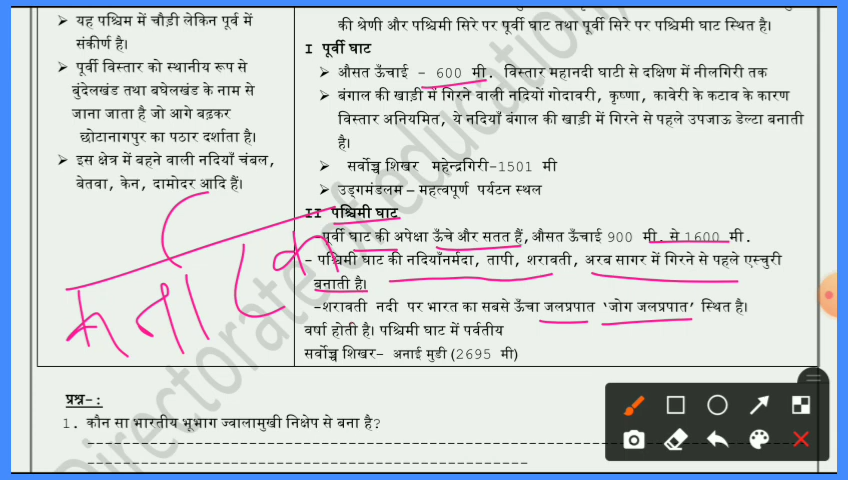 यह पश्चिम में चौड़ी लेकिन पूर्व में
संकीर्ण है।
पूर्वी विस्तार को स्थानीय रूप से
बुंदेलखंड तथा बघेलखंड के नाम से
जाना जाता है जो आगे बढ़कर
छोटानागपुर का पठार दर्शाता है।
इस क्षेत्र में बहने वाली नदियाँ चंबल,
बेतवा, केन, दामोदर आदि हैं।
की श्रेणी और पश्चिमी सिरे पर पूर्वी घाट तथा पूर्वी सिरे पर पश्चिमी घाट स्थित है।
I पूर्वी घाट
औसत ऊँचाई - 600 मी. विस्तार महानदी घाटी से दक्षिण में नीलगिरी तक
बंगाल की खाड़ी में गिरने वाली नदियों गोदावरी, कृष्णा, कावेरी के कटाव के कारण
विस्तार अनियमित, ये नदियाँ बंगाल की खाड़ी में गिरने से पहले उपजाऊ डेल्टा बनाती
है।
सर्वोच्च शिखर महेन्द्रगिरी-1501 मी
उड्गमंडलम – महत्वपूर्ण पर्यटन स्थल
II पश्चिमी घाट
-पूर्वी घाट की अपेक्षा ऊँचे और सतत हैं,औसत ऊँचाई 900 मी. से 1600 मी.
- पश्चिमी घाट की नदियाँनर्मदा, तापी, शरावती, अरब सागर में गिरने से पहले एस्चुरी
बनाती है।
-शरावती नदी पर भारत का सबसे ऊँचा जलप्रपात ‘जोग जलप्रपात’ स्थित है।
वर्षा होती है। पश्चिमी घाट में पर्वतीय
सर्वोच्च शिखर- अनाई मुडी (2695 मी)
प्रश्न-:
1. कौन सा भारतीय भूभाग ज्वालामुखी निक्षेप से बना है?
Directorate of education